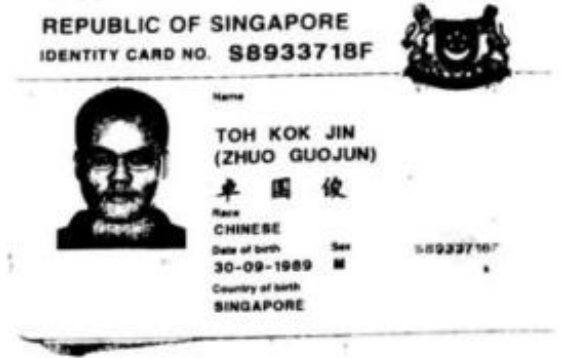 REPUBLIC OF SINGAPORE
IDENTITY CARD NO. S8933718F
Name
TOH KOK JIN
(ZHUO GUOJUN)
卓 國 俊
Race
CHINESE
Date of birth Sex
30-09-1989 M
Country of birth
SINGAPORE